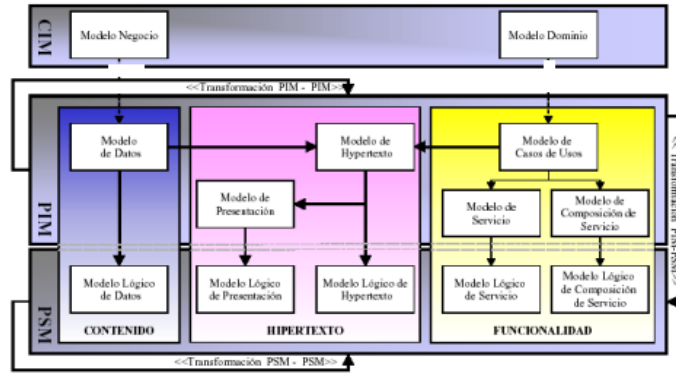 CIM
Modelo Negocio
Modelo Dominio
<<Transformación PIM - PIM>>
PIM
Modelo
de Datos
Modelo de
Hypertexto
Modelo de
Casos de Usos
Modelo de
Presentación
Modelo de
Servicio
Modelo de
Composición de
Servicio
<<Transformación PIM-PSM>>
PSM
Modelo Lógico
de Datos
Modelo Lógico
de Presentación
Modelo Lógico de
Hypertexto
Modelo Lógico
de Servicio
Modelo Lógico
de Composición
de Servicio
CONTENIDO
HIPERTEXTO
FUNCIONALIDAD
<<Transformación PSM - PSM>>